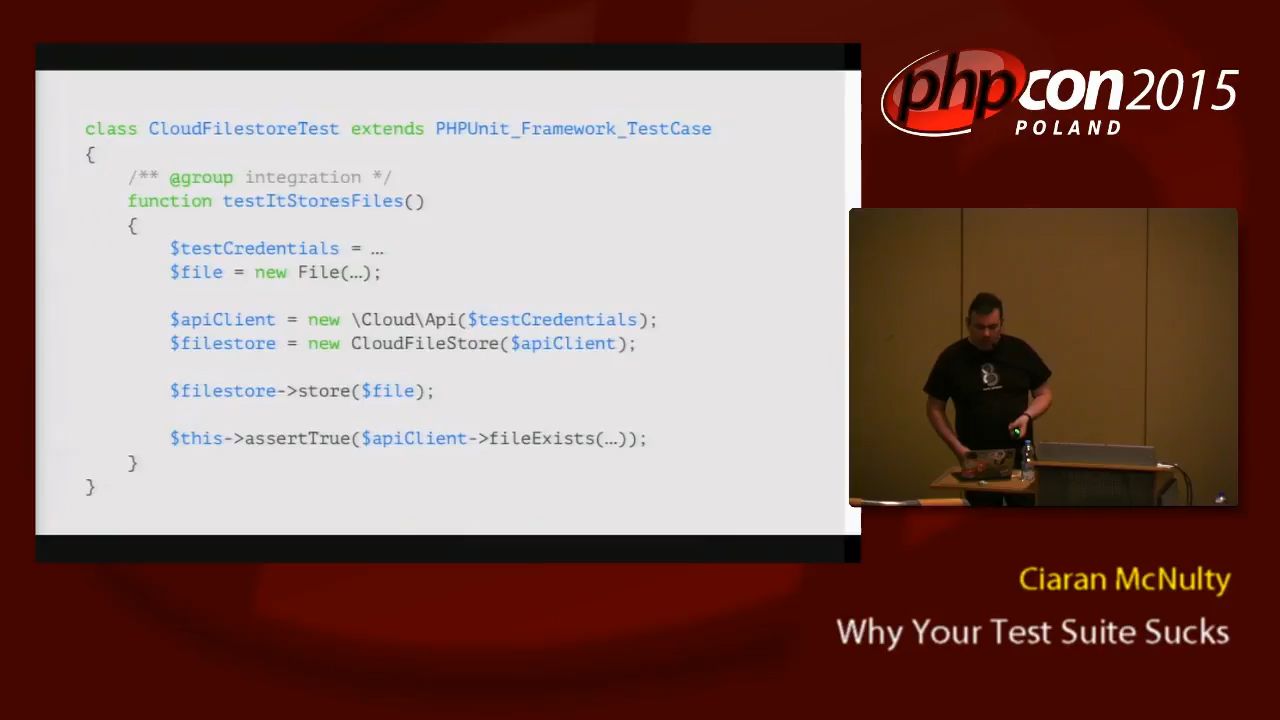 class CloudFilestoreTest extends PHPUnit_Framework_TestCase
{
/** @group integration */
function testItStoresFiles()
{
$testCredentials = …
$file = new File(…);
$apiClient = new \Cloud\Api($testCredentials);
$filestore = new CloudFileStore($apiClient);
$filestore->store($file);
$this->assertTrue($apiClient->fileExists(…));
}
}
phpcon2015
POLAND
Ciaran McNulty
Why Your Test Suite Sucks